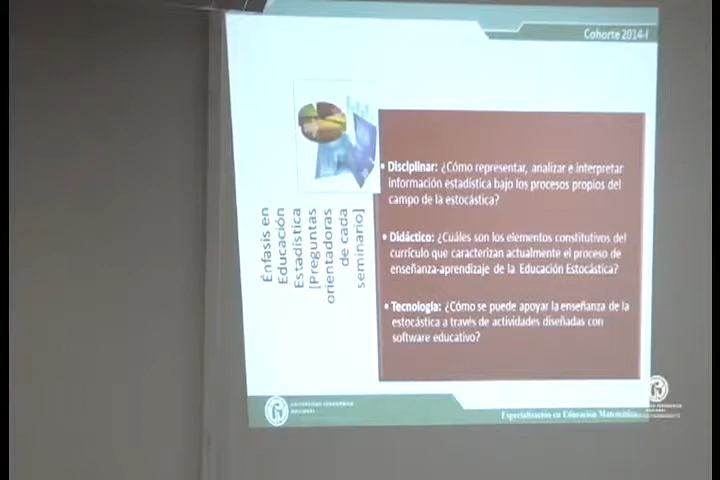 Cohorte 2014-I
Énfasis en
Educación
Estadística
[Preguntas
orientadoras
de cada
seminario]
• Disciplinar: ¿Cómo representar, analizar e interpretar
información estadística bajo los procesos propios del
campo de la estocástica?
• Didáctico: ¿Cuáles son los elementos constitutivos del
currículo que caracterizan actualmente el proceso de
enseñanza-aprendizaje de la Educación Estocástica?
• Tecnología: ¿Cómo se puede apoyar la enseñanza de la
estocástica a través de actividades diseñadas con
software educativo?
UNIVERSIDAD PEDAGOGICA
NACIONAL
Especialización en Educación Matemática